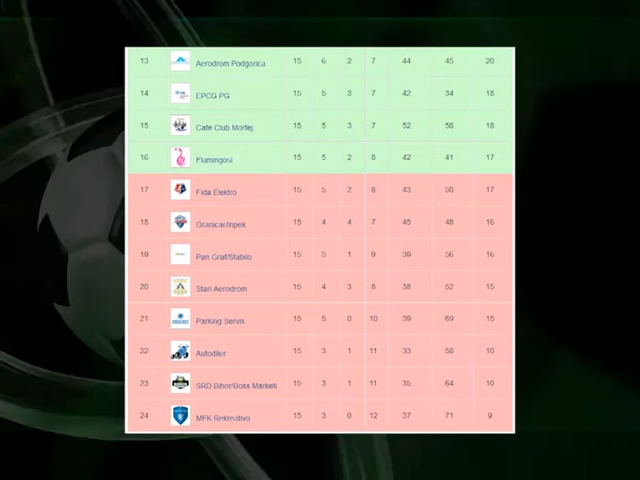 13 Aerodrom Podgorica 15 6 2 7 44 45 20
14 EPCG PG 15 5 3 7 42 34 18
15 Cafe Club Morfej 15 5 3 7 52 58 18
16 Flamingosi 15 5 2 8 42 41 17
17 Fida Elektro 15 5 2 8 43 50 17
18 Granicar/Inpek 15 4 4 7 45 48 16
19 Pan Graf/Stabilo 15 5 1 9 39 56 16
20 Stari Aerodrom 15 4 3 8 38 52 15
21 Parking Servis 15 5 0 10 39 69 15
22 Autodiler 15 3 1 11 33 58 10
23 SRD Bihor/Boss Marketi 15 3 1 11 35 64 10
24 MFK Rekreativo 15 3 0 12 37 71 9